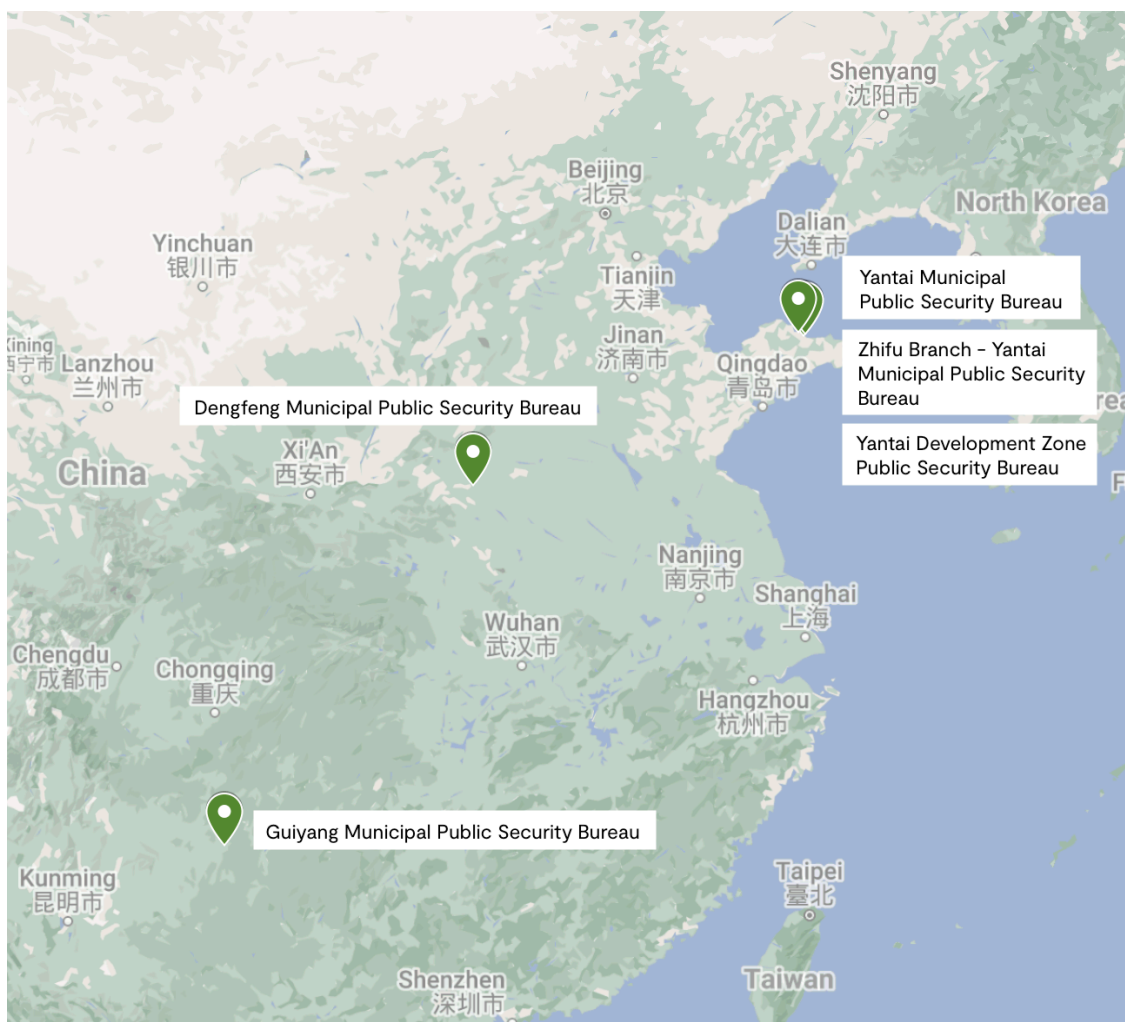 Shenyang
沈阳市
Beijing
北京
North Korea
Dalian
大连市
Yinchuan
银川市
Tianjin
天津
Yantai Municipal
Public Security Bureau
Jinan
济南市
Zhifu Branch – Yantai
Municipal Public Security
Bureau
Xining
西宁市
Lanzhou
兰州市
Qingdao
青岛市
Dengfeng Municipal Public Security Bureau
Yantai Development Zone
Public Security Bureau
Xi'An
西安市
China
Nanjing
南京市
Shanghai
上海
Wuhan
武汉市
Chengdu
成都市
Chongqing
重庆
Hangzhou
杭州市
Guiyang Municipal Public Security Bureau
Kunming
昆明市
Taipei
臺北
Shenzhen
深圳市
Taiwan